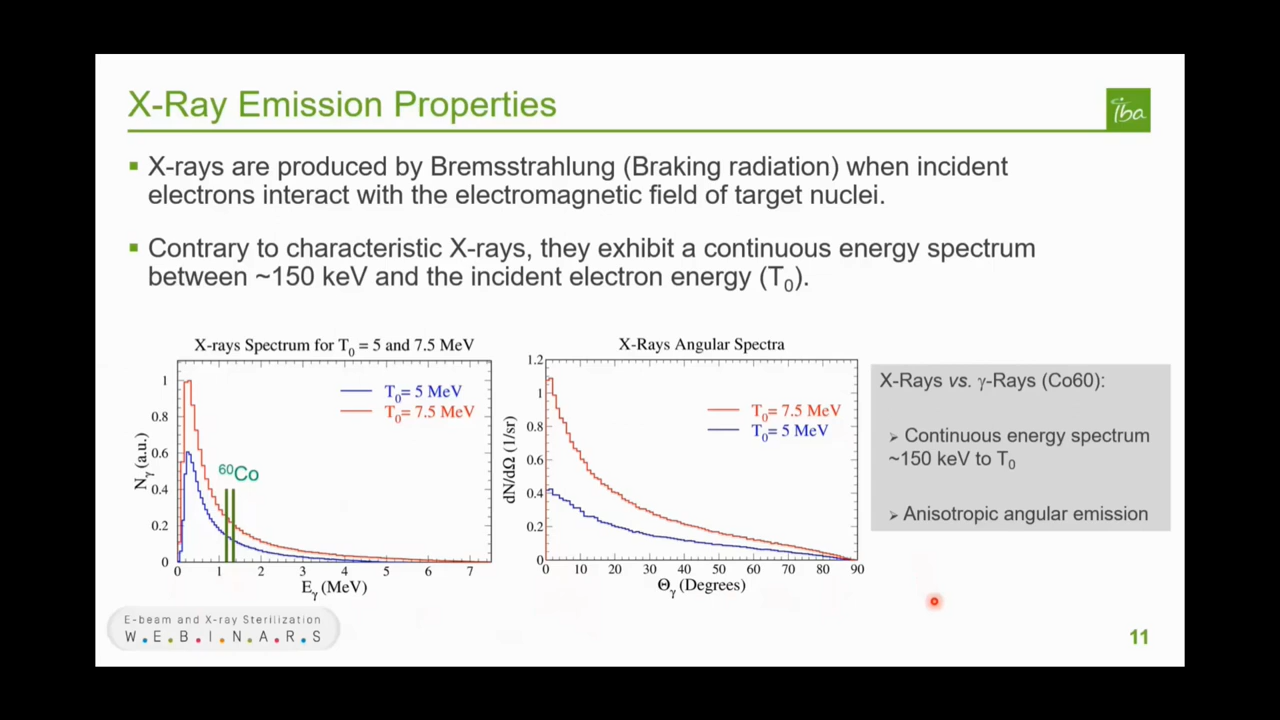 X-Ray Emission Properties
iba
▪ X-rays are produced by Bremsstrahlung (Braking radiation) when incident
electrons interact with the electromagnetic field of target nuclei.
▪ Contrary to characteristic X-rays, they exhibit a continuous energy spectrum
between ~150 keV and the incident electron energy (T₀).
X-rays Spectrum for T₀ = 5 and 7.5 MeV
T₀= 5 MeV
T₀= 7.5 MeV
⁶⁰Co
Nᵧ (a.u.)
1
0.8
0.6
0.4
0.2
0
0 1 2 3 4 5 6 7
Eᵧ (MeV)
X-Rays Angular Spectra
T₀= 7.5 MeV
T₀= 5 MeV
dN/dΩ (1/sr)
1.2
1
0.8
0.6
0.4
0.2
0
0 10 20 30 40 50 60 70 80 90
Θᵧ (Degrees)
X-Rays vs. γ-Rays (Co60):
➢ Continuous energy spectrum
~150 keV to T₀
➢ Anisotropic angular emission
E-beam and X-ray Sterilization
W.E.B.I.N.A.R.S
11